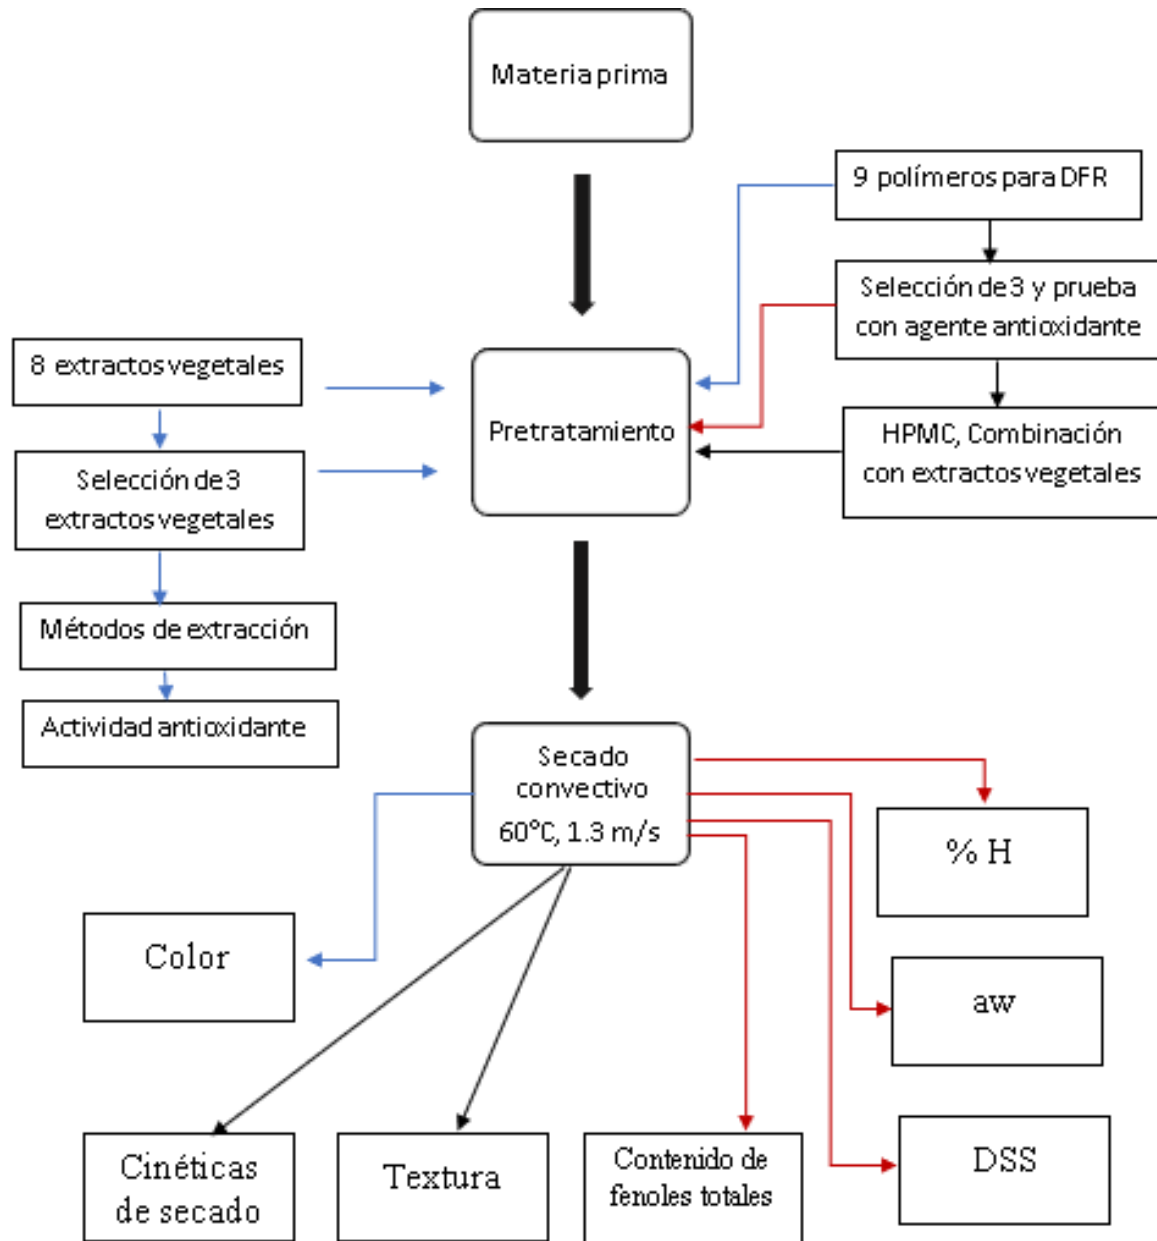 Materia prima
9 polímeros para DFR
Selección de 3 y prueba
con agente antioxidante
8 extractos vegetales
Pretratamiento
HPMC, Combinación
con extractos vegetales
Selección de 3
extractos vegetales
Métodos de extracción
Actividad antioxidante
Secado
convectivo
60°C, 1.3 m/s
% H
Color
aw
Cinéticas
de secado
Textura
Contenido de
fenoles totales
DSS